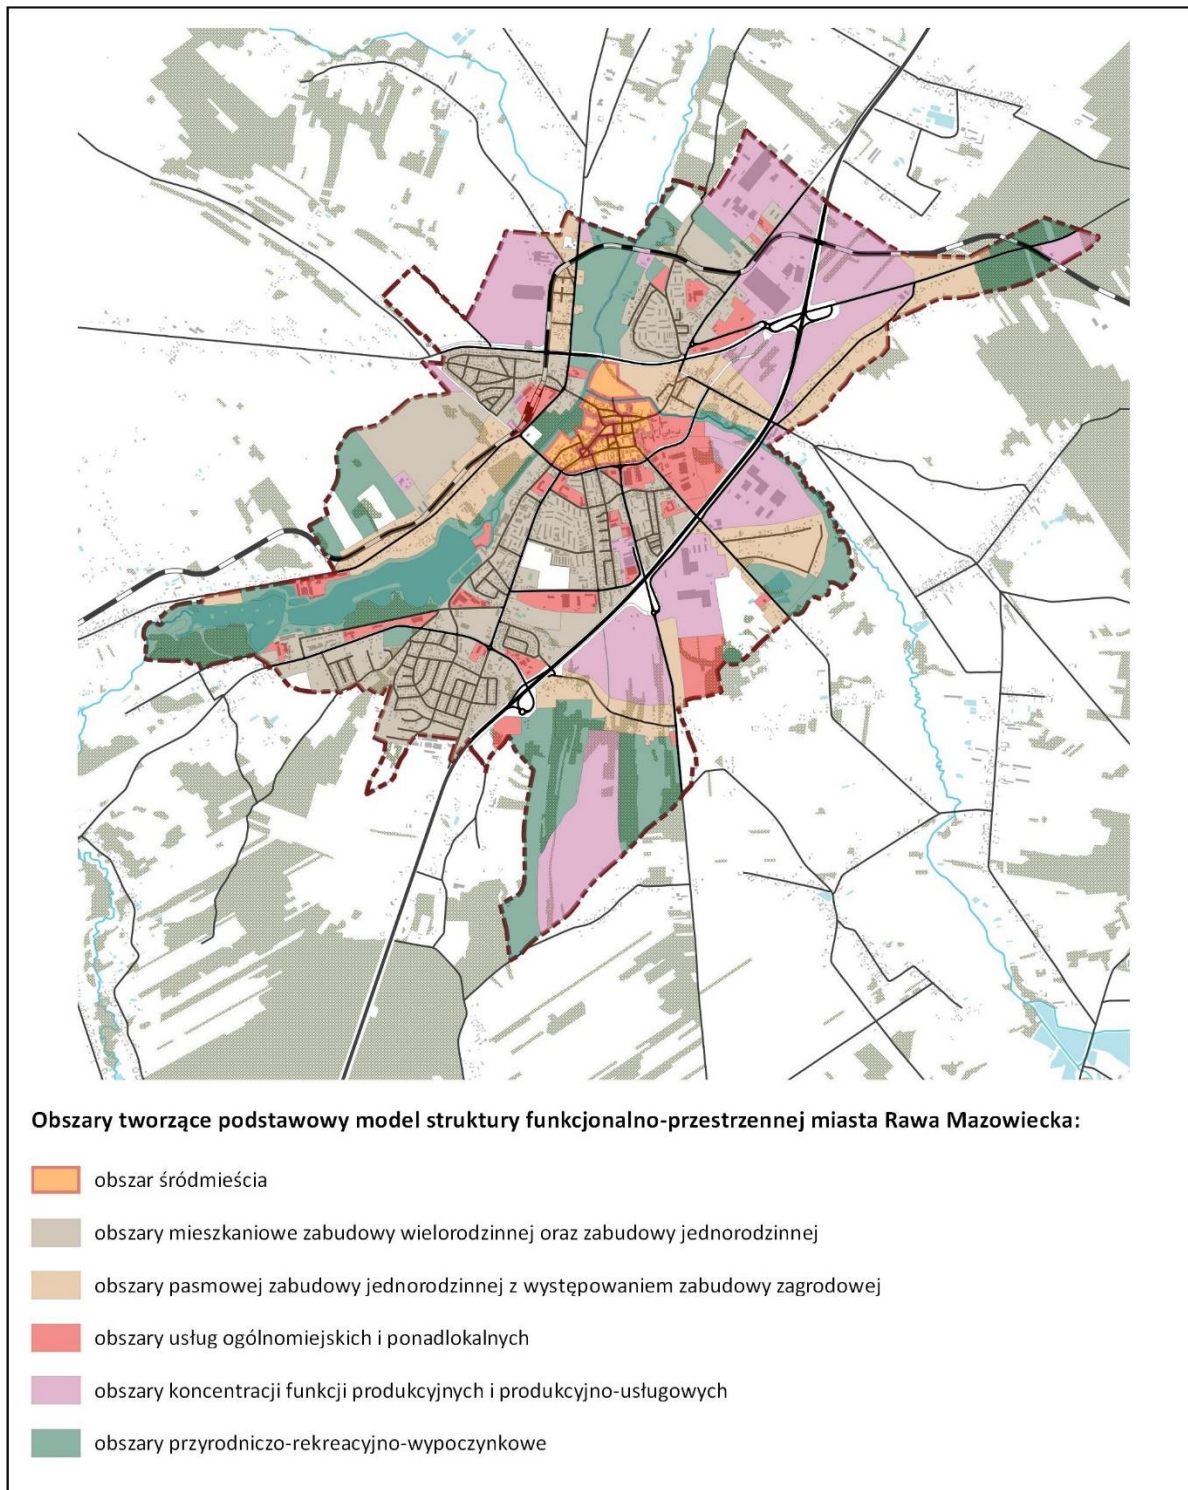 Obszary tworzące podstawowy model struktury funkcjonalno-przestrzennej miasta Rawa Mazowiecka:
obszar śródmieścia
obszary mieszkaniowe zabudowy wielorodzinnej oraz zabudowy jednorodzinnej
obszary pasmowej zabudowy jednorodzinnej z występowaniem zabudowy zagrodowej
obszary usług ogólnomiejskich i ponadlokalnych
obszary koncentracji funkcji produkcyjnych i produkcyjno-usługowych
obszary przyrodniczo-rekreacyjno-wypoczynkowe